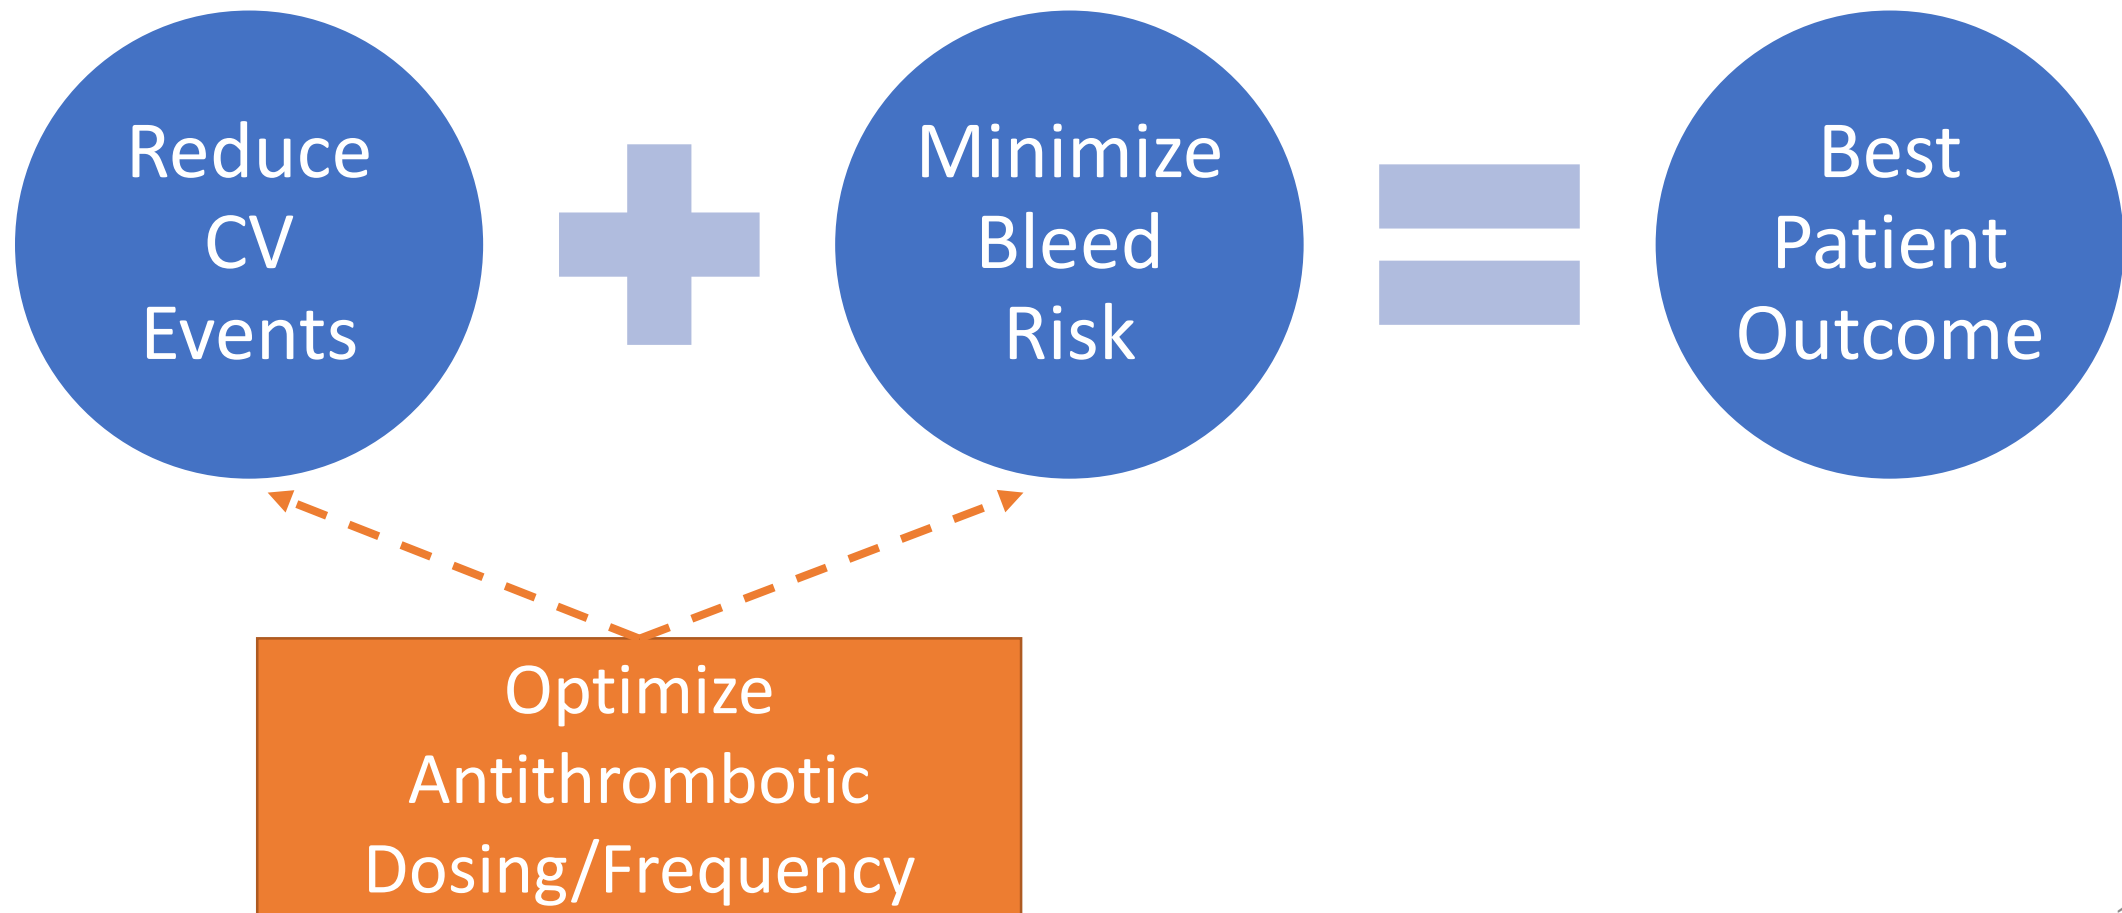 Reduce
CV
Events
Minimize
Bleed
Risk
Best
Patient
Outcome
Optimize
Antithrombotic
Dosing/Frequency